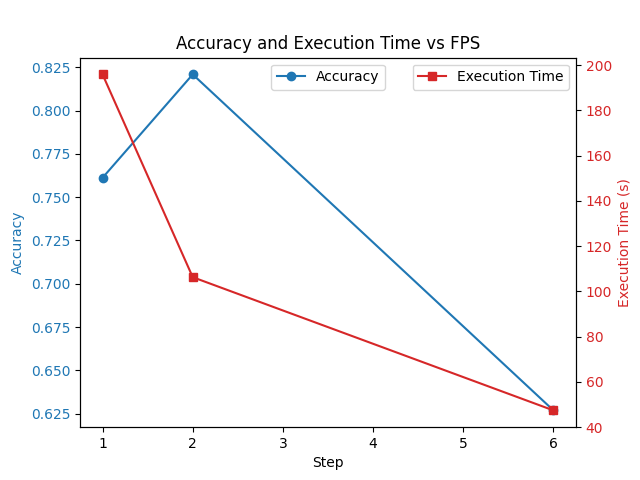 Accuracy and Execution Time vs FPS
Accuracy
Execution Time
0.825
0.800
0.775
0.750
0.725
0.700
0.675
0.650
0.625
Accuracy
200
180
160
140
120
100
80
60
40
Execution Time (s)
1 2 3 4 5 6
Step